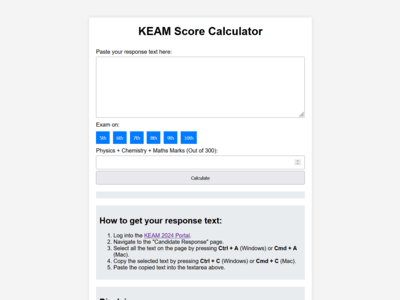 KEAM Score Calculator
Paste your response text here:
Exam on:
5th 6th 7th 8th 9th 10th
Physics + Chemistry + Maths Marks (Out of 300):
Calculate
How to get your response text:
1. Log into the KEAM 2024 Portal.
2. Navigate to the "Candidate Response" page.
3. Select all the text on the page by pressing Ctrl + A (Windows) or Cmd + A
(Mac).
4. Copy the selected text by pressing Ctrl + C (Windows) or Cmd + C (Mac).
5. Paste the copied text into the textarea above.